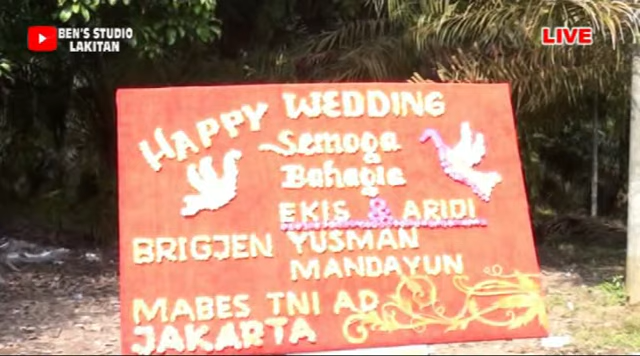 BEN'S STUDIO
LAKITAN
LIVE
HAPPY WEDDING
Semoga
Bahagia
EKIS & ARIDI
BRIGJEN YUSMAN
MANDAYUN
MABES TNI AD
JAKARTA